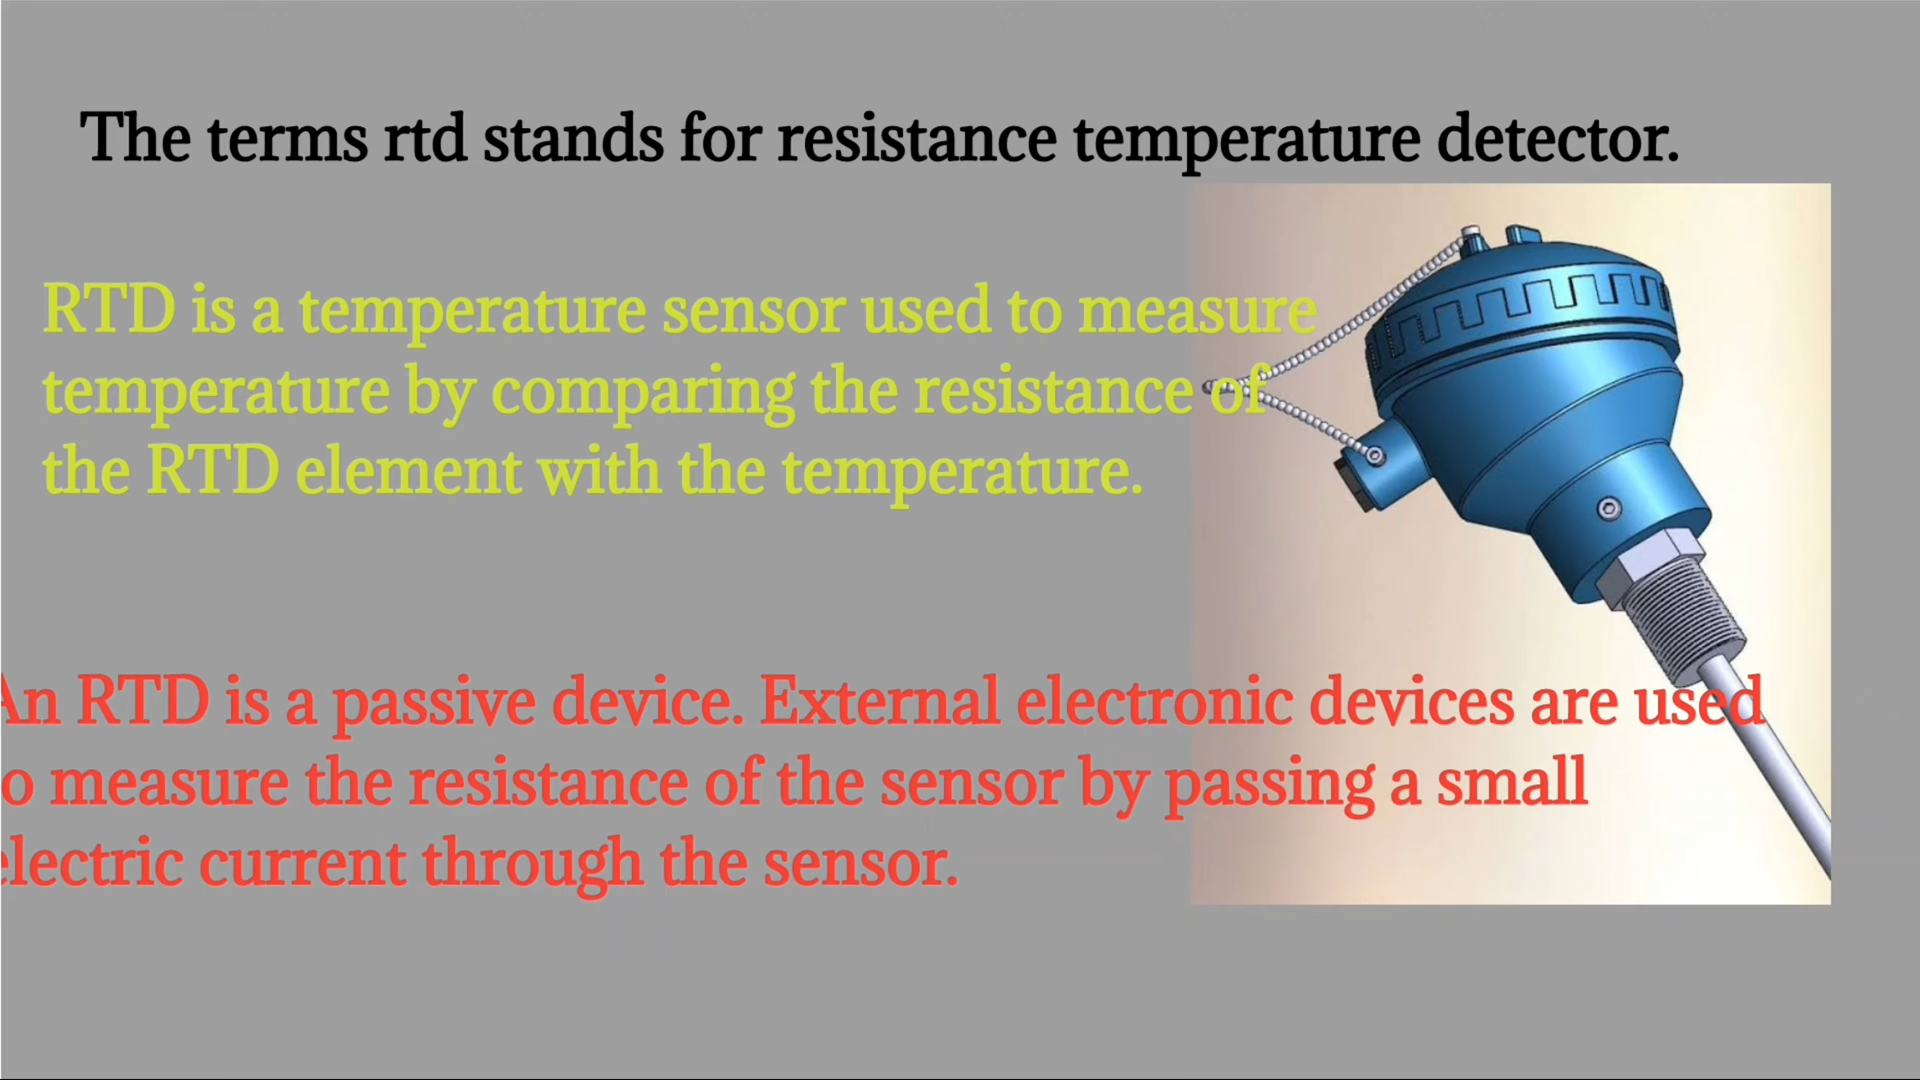 The terms rtd stands for resistance temperature detector.
RTD is a temperature sensor used to measure
temperature by comparing the resistance of
the RTD element with the temperature.
An RTD is a passive device. External electronic devices are used
o measure the resistance of the sensor by passing a small
electric current through the sensor.